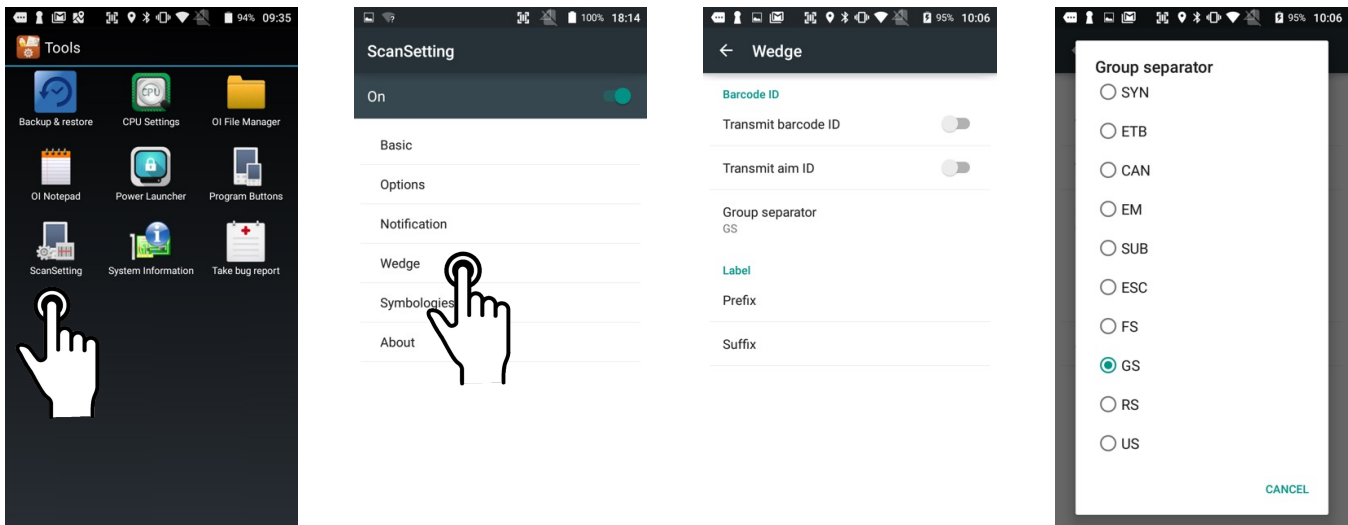 94% 09:35
Tools
Backup & restore
CPU
CPU Settings
OI File Manager
OI Notepad
Power Launcher
Program Buttons
ScanSetting
System Information
Take bug report
100% 18:14
ScanSetting
On
Basic
Options
Notification
Wedge
Symbologies
About
95% 10:06
Wedge
Barcode ID
Transmit barcode ID
Transmit aim ID
Group separator
GS
Label
Prefix
Suffix
95% 10:06
Group separator
SYN
ETB
CAN
EM
SUB
ESC
FS
GS
RS
US
CANCEL